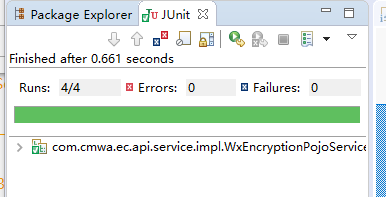 Package Explorer JUnit
Finished after 0.661 seconds
Runs: 4/4 Errors: 0 Failures: 0
com.cmwa.ec.api.service.impl.WxEncryptionPojoService